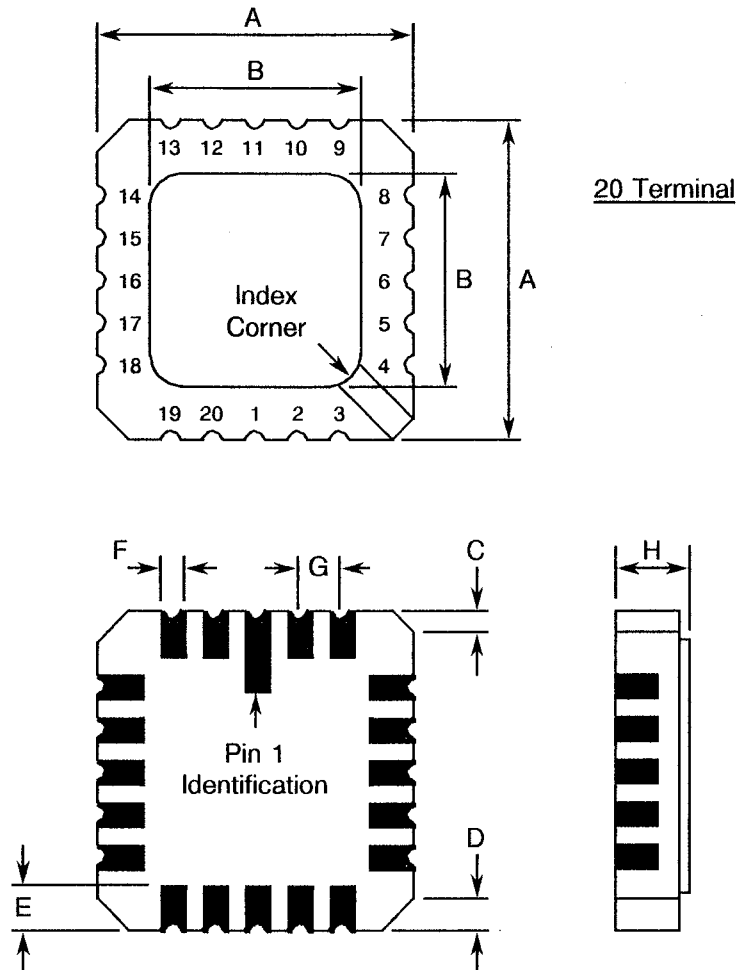 A
B
13 12 11 10 9
20 Terminal
14 8
15 7
16 6
17 5
18 4
B
A
Index
Corner
19 20 1 2 3
F
G
C
H
Pin 1
Identification
D
E